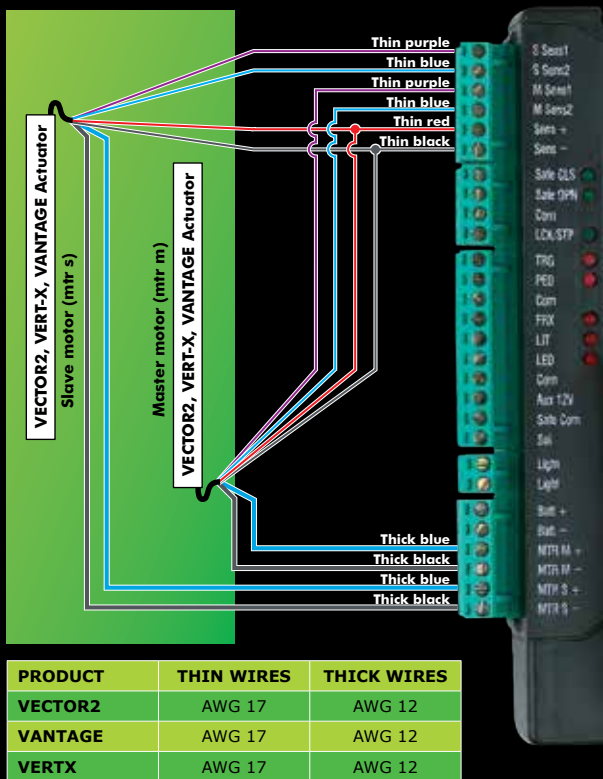 Thin purple
Thin blue
Thin purple
Thin blue
Thin red
Thin black
VECTOR2, VERT-X, VANTAGE Actuator
Slave motor (mtr s)
Master motor (mtr m)
VECTOR2, VERT-X, VANTAGE Actuator
Thick blue
Thick black
Thick blue
Thick black
S Sens1
S Sens2
M Sens1
M Sens2
Sens +
Sens −
Safe CLS
Safe OPN
Com
LCK/STP
TRG
PED
Com
FRX
LIT
LED
Com
Aux 12V
Safe Com
Light
Light
Batt +
Batt −
MTR M +
MTR M −
MTR S +
MTR S −
PRODUCT THIN WIRES THICK WIRES
VECTOR2 AWG 17 AWG 12
VANTAGE AWG 17 AWG 12
VERTX AWG 17 AWG 12